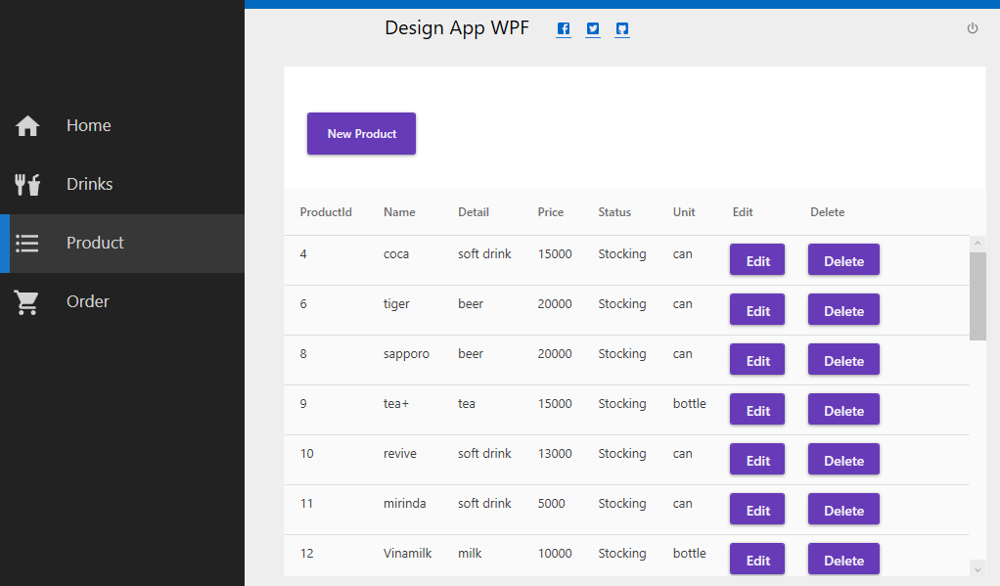 Design App WPF
Home
Drinks
Product
Order
New Product
ProductId Name Detail Price Status Unit Edit Delete
4 coca soft drink 15000 Stocking can Edit Delete
6 tiger beer 20000 Stocking can Edit Delete
8 sapporo beer 20000 Stocking can Edit Delete
9 tea+ tea 15000 Stocking bottle Edit Delete
10 revive soft drink 13000 Stocking can Edit Delete
11 mirinda soft drink 5000 Stocking can Edit Delete
12 Vinamilk milk 10000 Stocking bottle Edit Delete